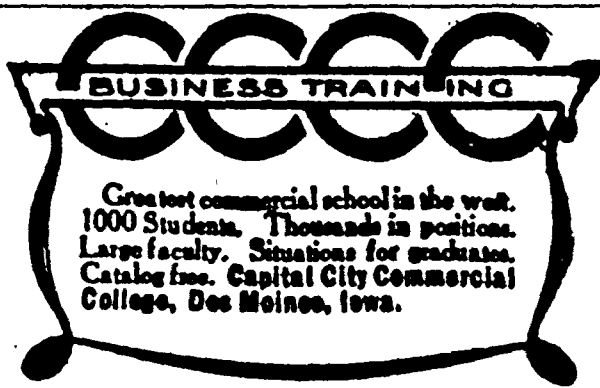 CCCC
BUSINESS TRAINING
Greatest commercial school in the west.
1000 Students. Thousands in positions.
Large faculty. Situations for graduates.
Catalog free. Capital City Commercial
College, Des Moines, Iowa.